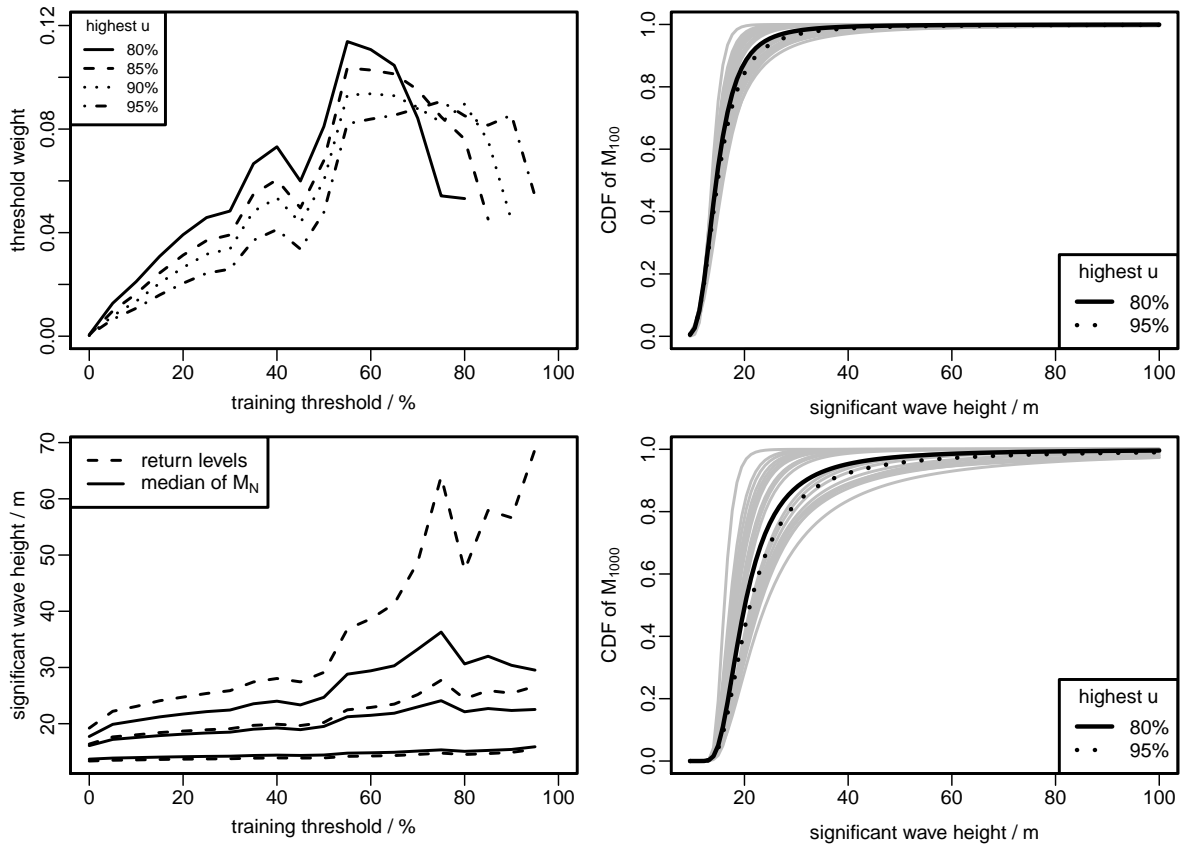 highest u
80%
85%
90%
95%
threshold weight
0.00
0.04
0.08
0.12
0 20 40 60 80 100
training threshold / %
CDF of M100
0.0
0.2
0.4
0.6
0.8
1.0
highest u
80%
95%
20 40 60 80 100
significant wave height / m
return levels
median of MN
significant wave height / m
20
30
40
50
60
70
0 20 40 60 80 100
training threshold / %
CDF of M1000
0.0
0.2
0.4
0.6
0.8
1.0
highest u
80%
95%
20 40 60 80 100
significant wave height / m